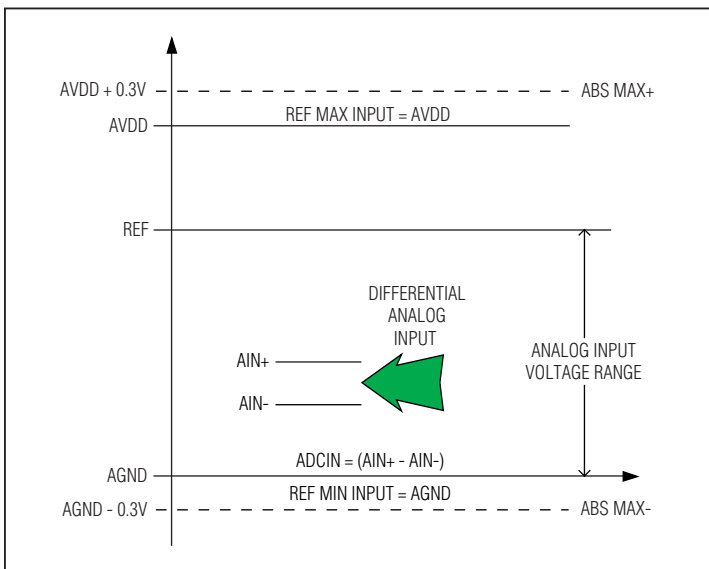 AVDD + 0.3V
ABS MAX+
REF MAX INPUT = AVDD
AVDD
REF
DIFFERENTIAL
ANALOG
INPUT
ANALOG INPUT
VOLTAGE RANGE
AIN+
AIN-
ADCIN = (AIN+ - AIN-)
AGND
REF MIN INPUT = AGND
AGND - 0.3V
ABS MAX-